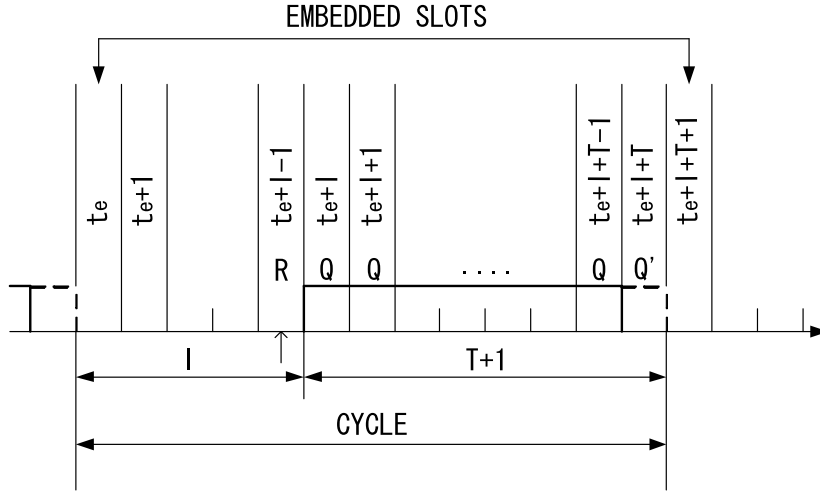 EMBEDDED SLOTS
te
te+1
te+I-1
te+I
te+I+1
te+I+T-1
te+I+T
te+I+T+1
R Q Q .... Q Q'
I
T+1
CYCLE